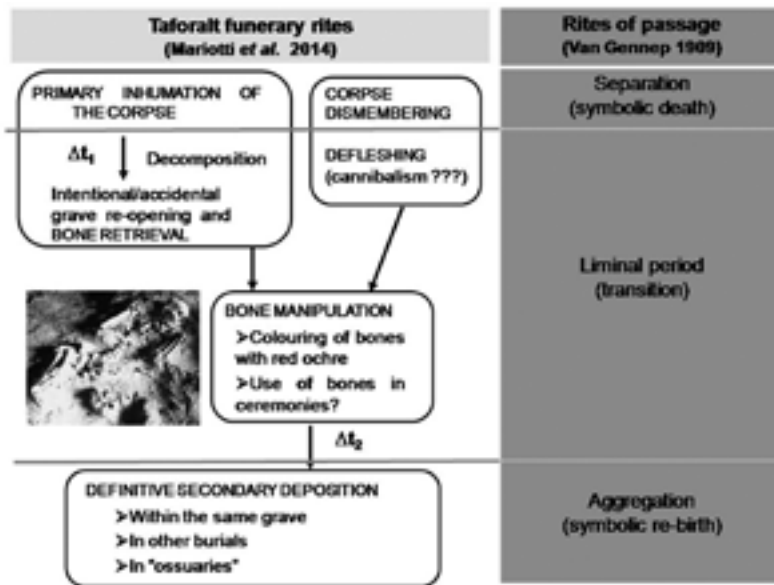 Taforalt funerary rites
(Mariotti et al. 2014)
Rites of passage
(Van Gennep 1909)
PRIMARY INHUMATION OF
THE CORPSE
Δt1
Decomposition
Intentional/accidental
grave re-opening and
BONE RETRIEVAL
CORPSE
DISMEMBERING
DEFLESHING
(cannibalism ???)
Separation
(symbolic death)
BONE MANIPULATION
➢Colouring of bones
with red ochre
➢Use of bones in
ceremonies?
Δt2
Liminal period
(transition)
DEFINITIVE SECONDARY DEPOSITION
➢Within the same grave
➢In other burials
➢In "ossuaries"
Aggregation
(symbolic re-birth)